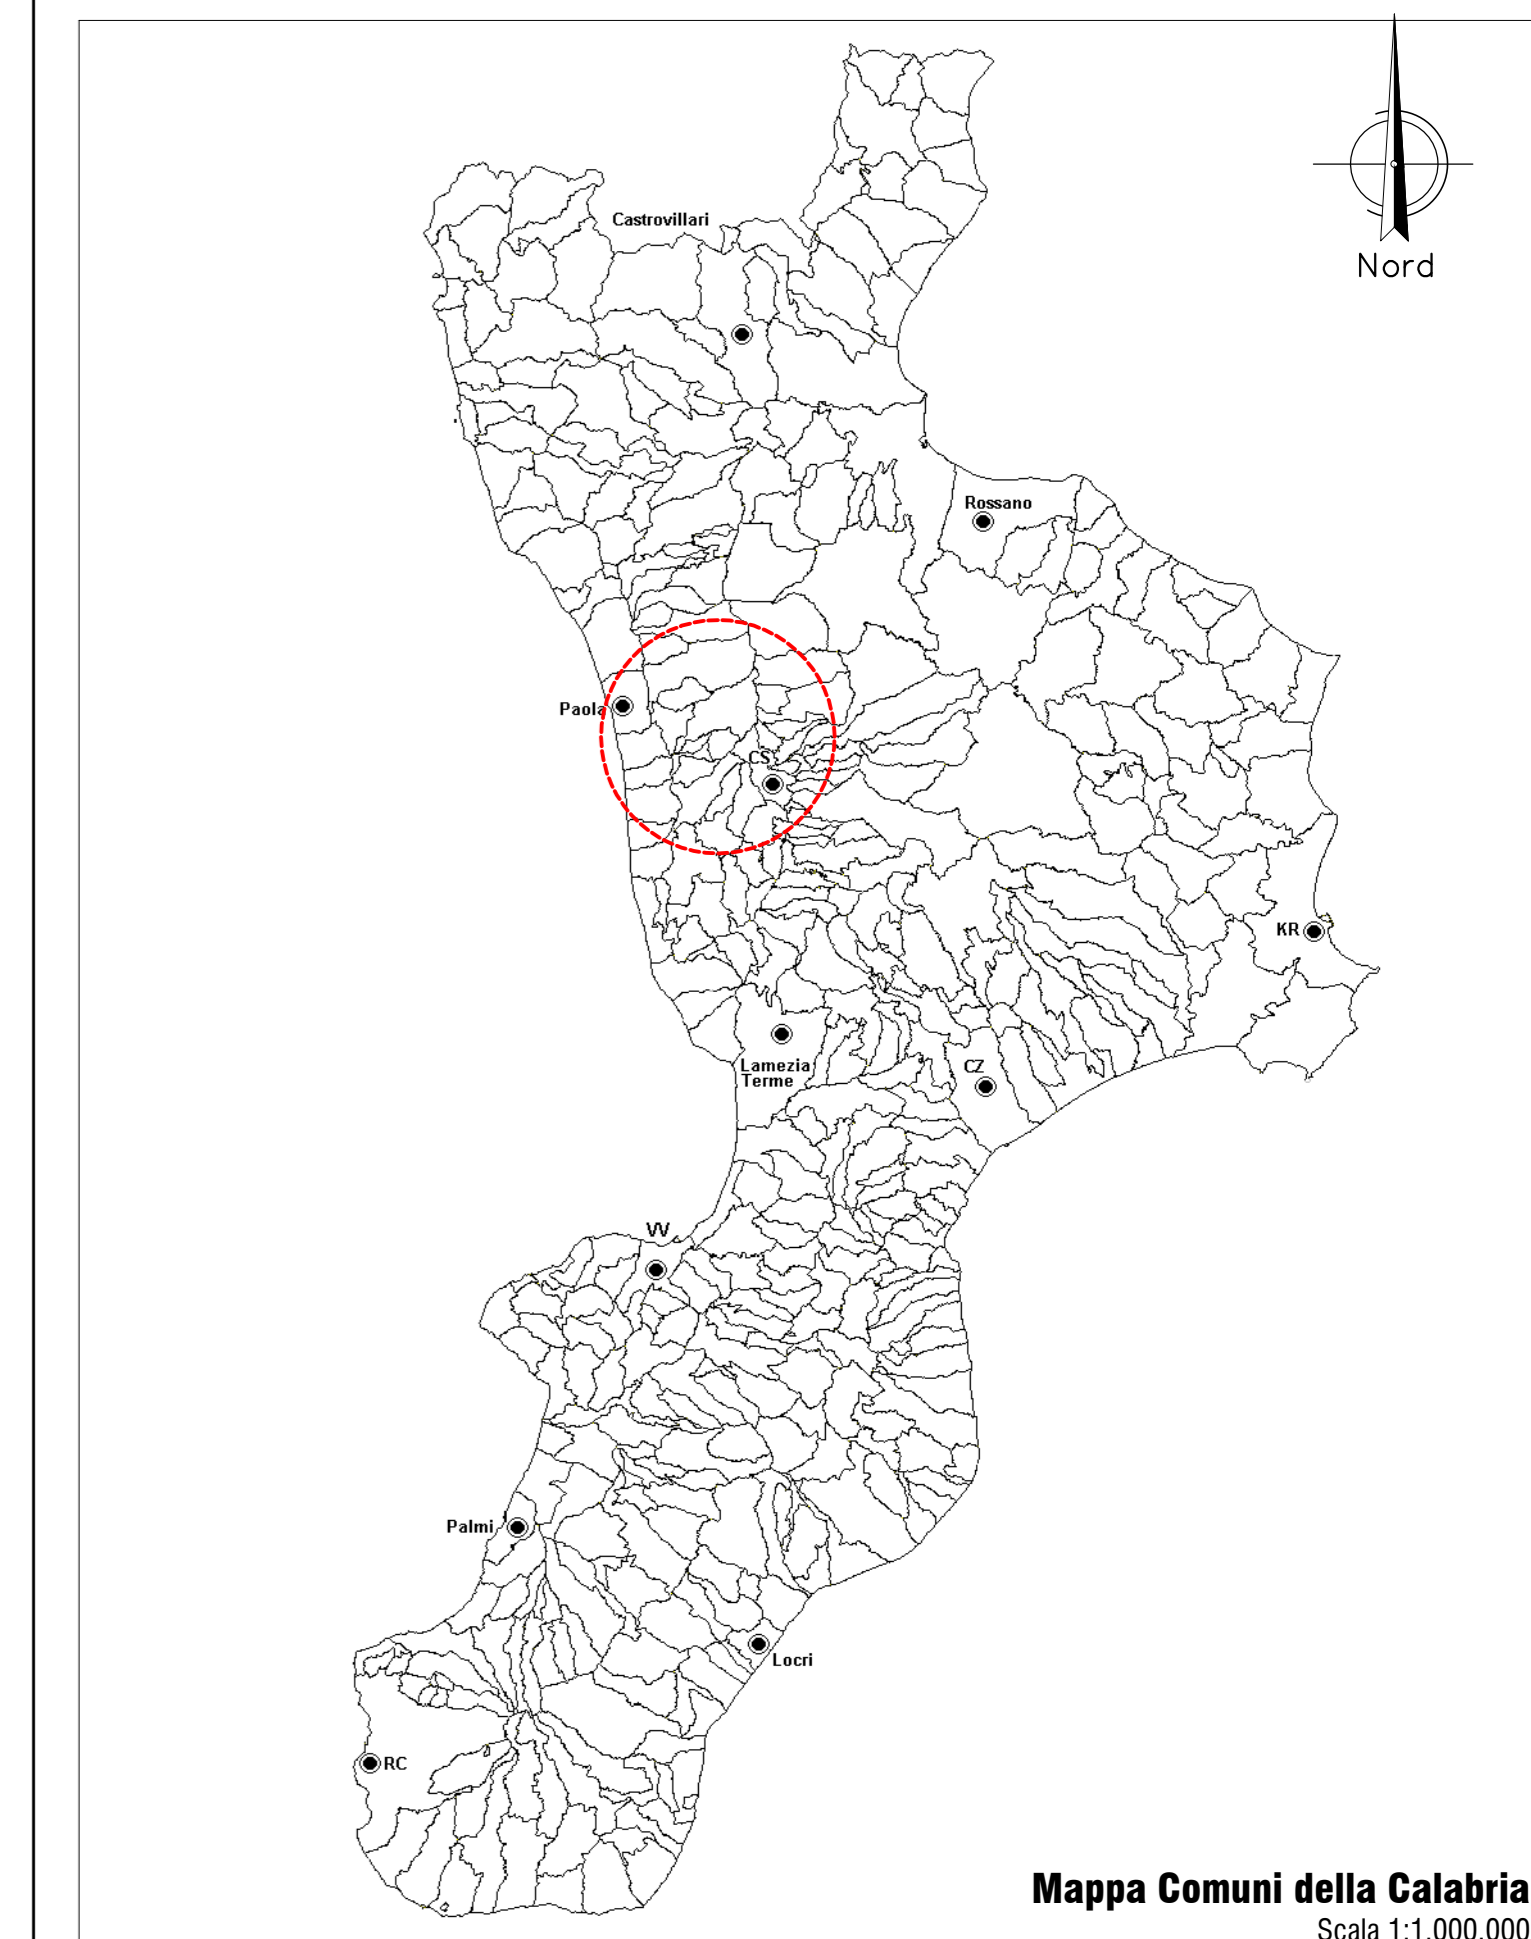 Castrovillari
Nord
Rossano
Paola
CS
KR
Lamezia
Terme
CZ
VV
Palmi
Locri
RC
Mappa Comuni della Calabria
Scala 1:1.000.000